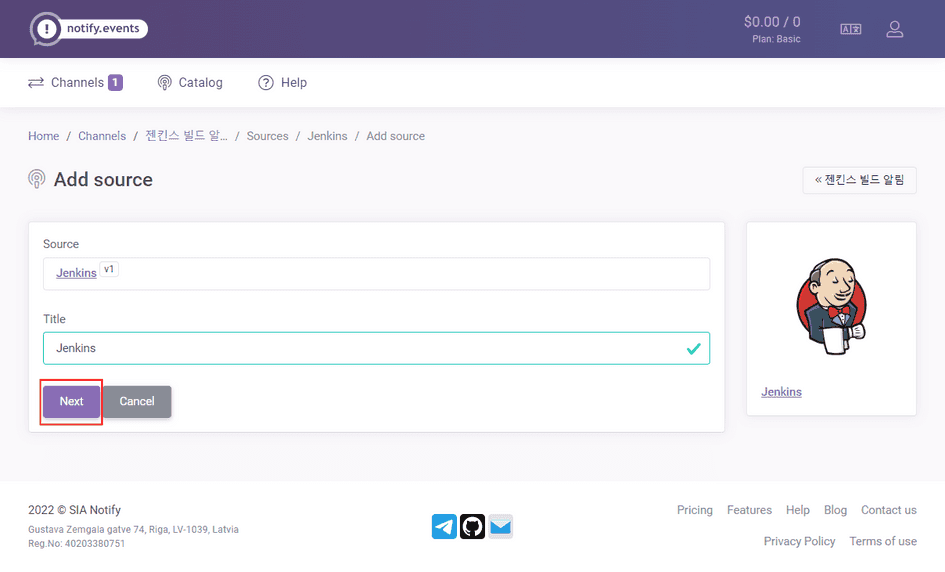 notify.events
$0.00 / 0
Plan: Basic
Channels 1 Catalog Help
Home / Channels / 젠킨스 빌드 알... / Sources / Jenkins / Add source
Add source
« 젠킨스 빌드 알림
Source
Jenkins v1
Title
Jenkins
Next Cancel
Jenkins
2022 © SIA Notify
Gustava Zemgala gatve 74, Riga, LV-1039, Latvia
Reg.No: 40203380751
Pricing Features Help Blog Contact us
Privacy Policy Terms of use